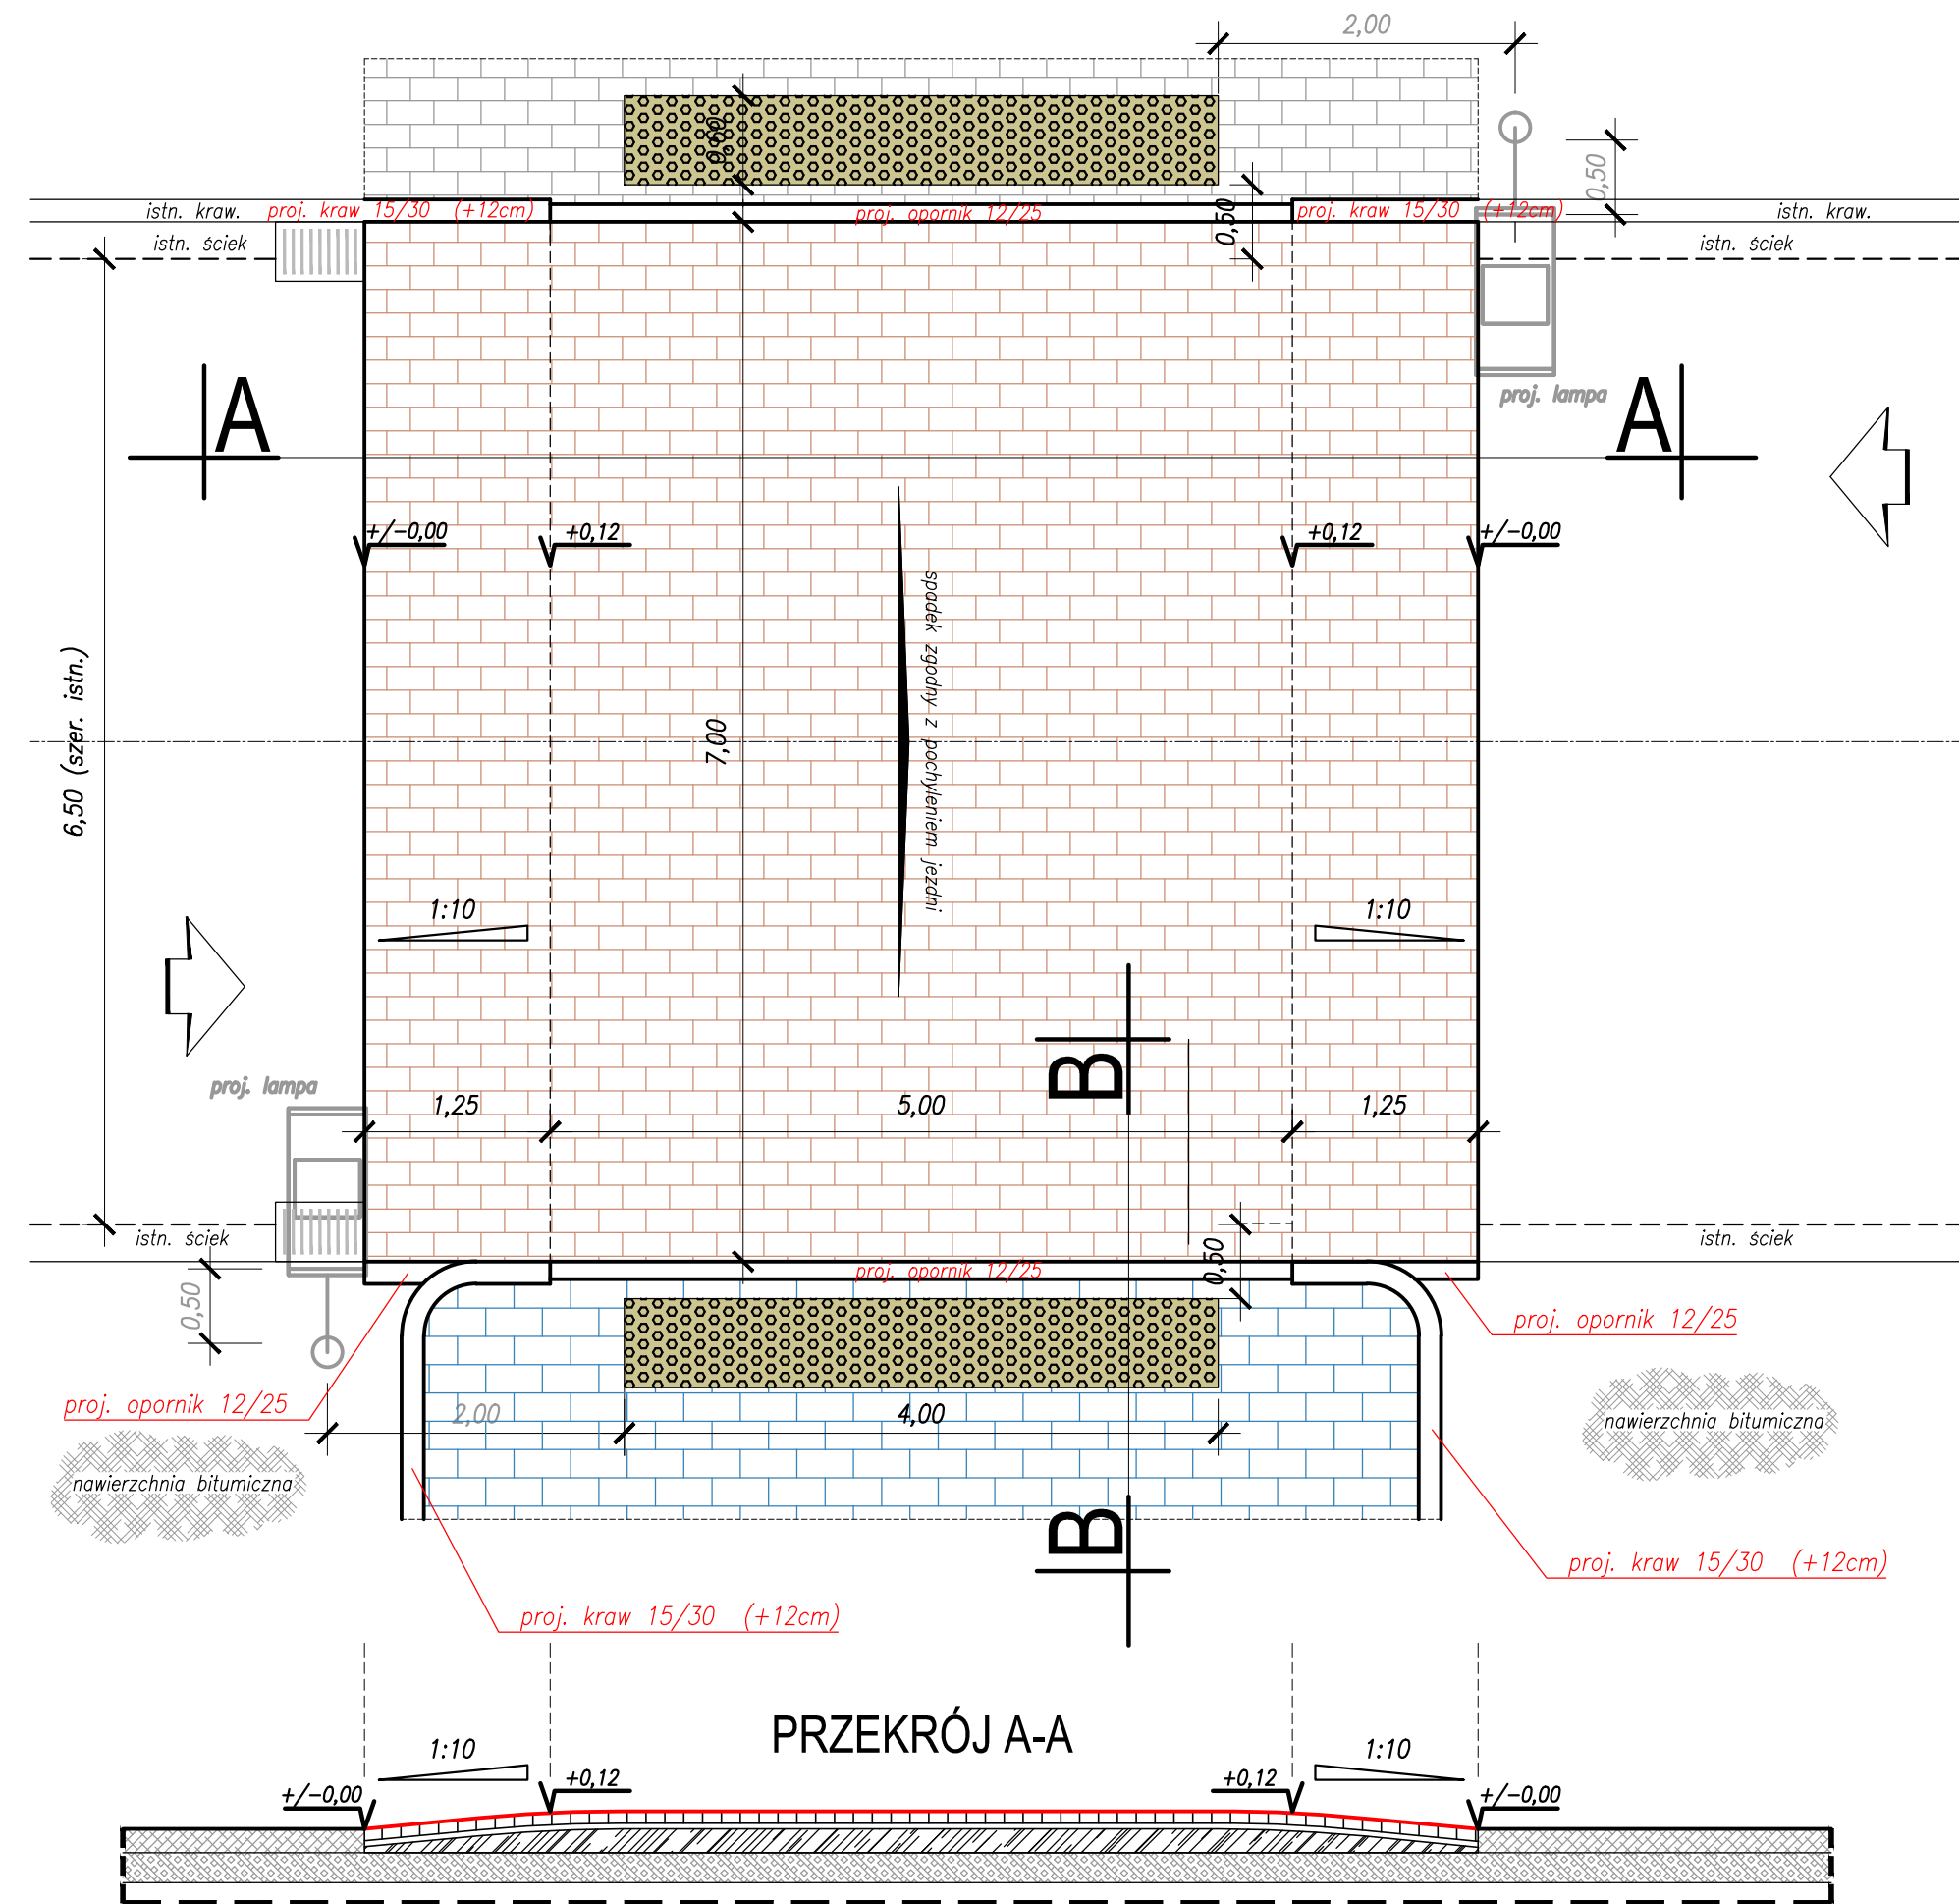 2,00
0,60
0,50
istn. kraw.
proj. kraw 15/30 (+12cm)
proj. opornik 12/25
proj. kraw 15/30 (+12cm)
istn. kraw.
0,50
istn. ściek
istn. ściek
proj. lampa
A
A
+/-0,00
+0,12
+0,12
+/-0,00
spadek zgodny z pochyleniem jezdni
6,50 (szer. istn.)
7,00
1:10
1:10
B
proj. lampa
1,25
5,00
1,25
istn. ściek
istn. ściek
0,50
0,50
proj. opornik 12/25
proj. opornik 12/25
proj. opornik 12/25
2,00
4,00
nawierzchnia bitumiczna
nawierzchnia bitumiczna
B
proj. kraw 15/30 (+12cm)
proj. kraw 15/30 (+12cm)
PRZEKRÓJ A-A
1:10
1:10
+/-0,00
+0,12
+0,12
+/-0,00